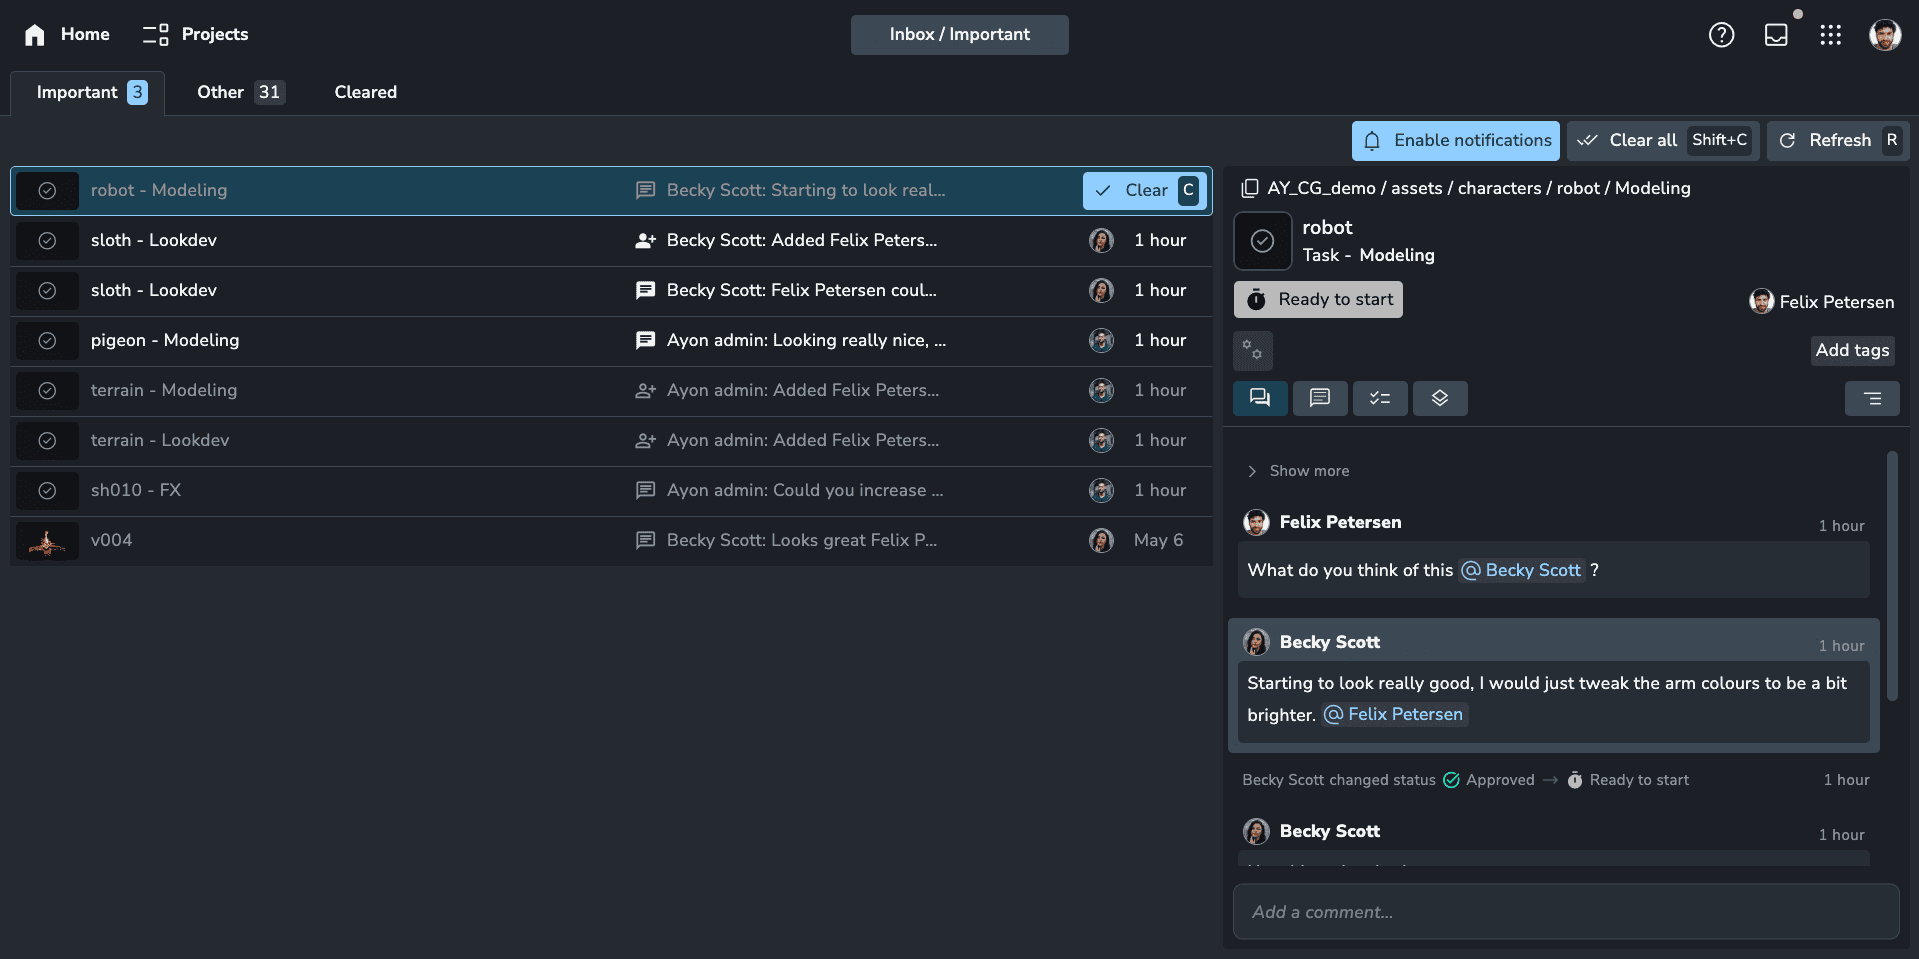 Home
Projects
Inbox / Important
Important 3
Other 31
Cleared
Enable notifications
Clear all Shift+C
Refresh R
robot - Modeling
Becky Scott: Starting to look real...
Clear C
sloth - Lookdev
Becky Scott: Added Felix Peters...
1 hour
sloth - Lookdev
Becky Scott: Felix Petersen coul...
1 hour
pigeon - Modeling
Ayon admin: Looking really nice, ...
1 hour
terrain - Modeling
Ayon admin: Added Felix Peters...
1 hour
terrain - Lookdev
Ayon admin: Added Felix Peters...
1 hour
sh010 - FX
Ayon admin: Could you increase ...
1 hour
v004
Becky Scott: Looks great Felix P...
May 6
AY_CG_demo / assets / characters / robot / Modeling
robot
Task - Modeling
Ready to start
Felix Petersen
Add tags
Show more
Felix Petersen
1 hour
What do you think of this @ Becky Scott ?
Becky Scott
1 hour
Starting to look really good, I would just tweak the arm colours to be a bit
brighter. @ Felix Petersen
Becky Scott changed status Approved → Ready to start
1 hour
Becky Scott
1 hour
Add a comment...